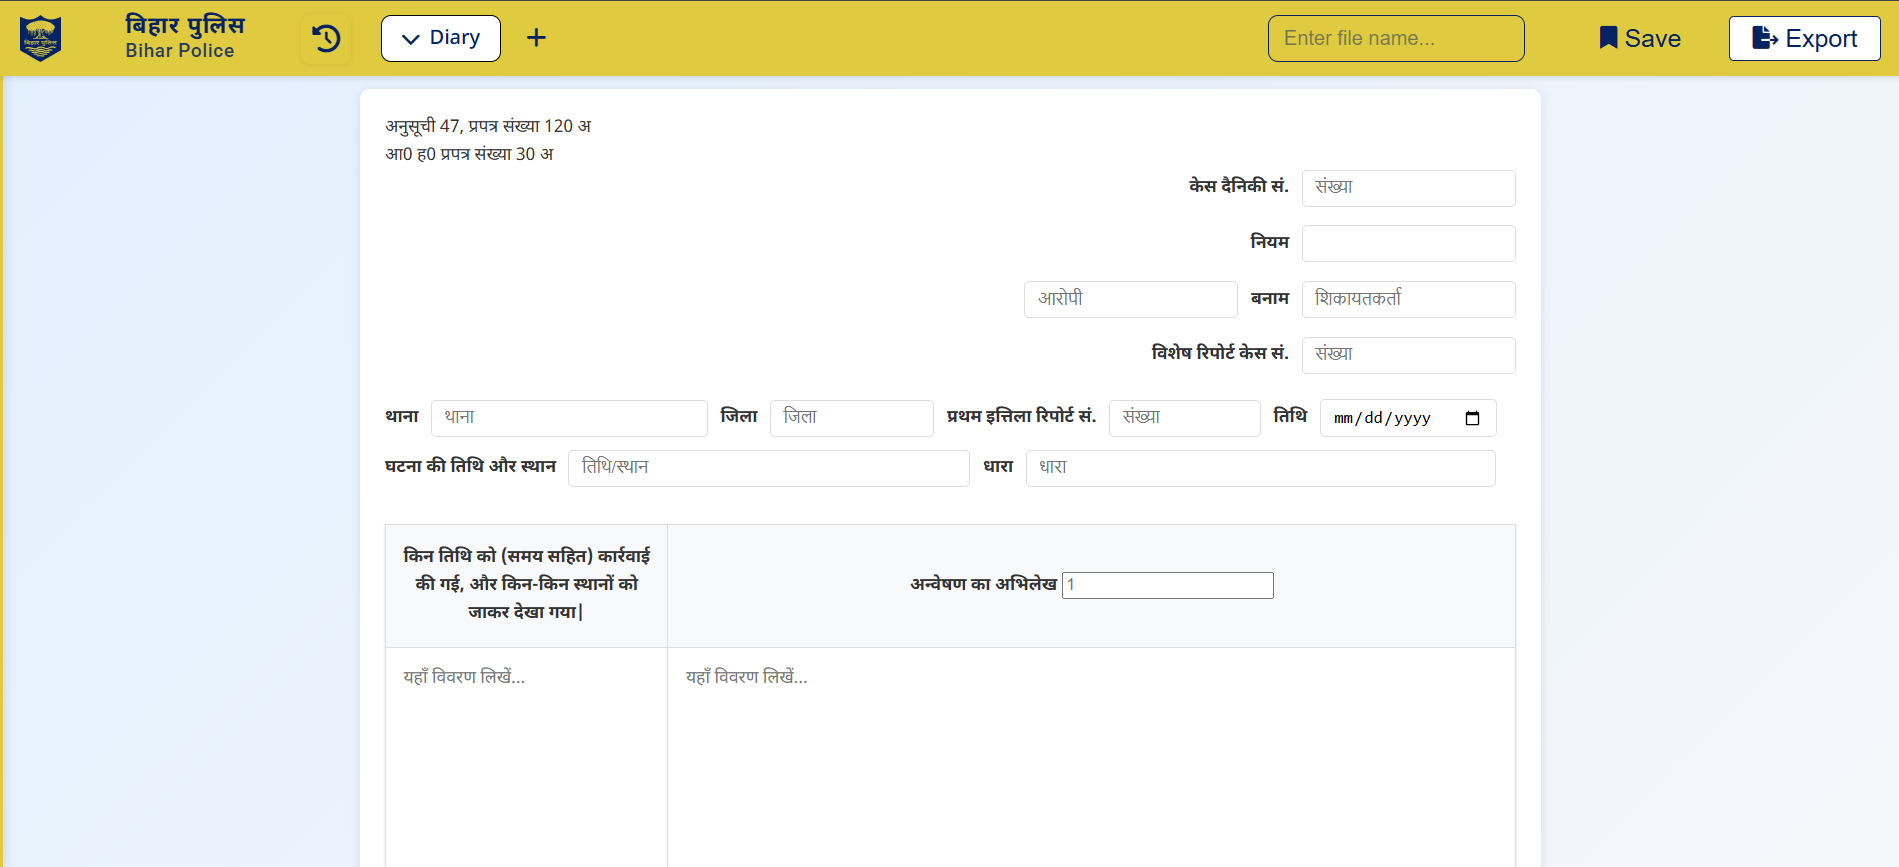 बिहार पुलिस
Bihar Police
Diary
Enter file name...
Save
Export
अनुसूची 47, प्रपत्र संख्या 120 अ
आ0 ह0 प्रपत्र संख्या 30 अ
केस दैनिकी सं. संख्या
नियम
आरोपी बनाम शिकायतकर्ता
विशेष रिपोर्ट केस सं. संख्या
थाना थाना जिला जिला प्रथम इत्तिला रिपोर्ट सं. संख्या तिथि mm/dd/yyyy
घटना की तिथि और स्थान तिथि/स्थान धारा धारा
किन तिथि को (समय सहित) कार्रवाई
की गई, और किन-किन स्थानों को
जाकर देखा गया|
अन्वेषण का अभिलेख 1
यहाँ विवरण लिखें...
यहाँ विवरण लिखें...